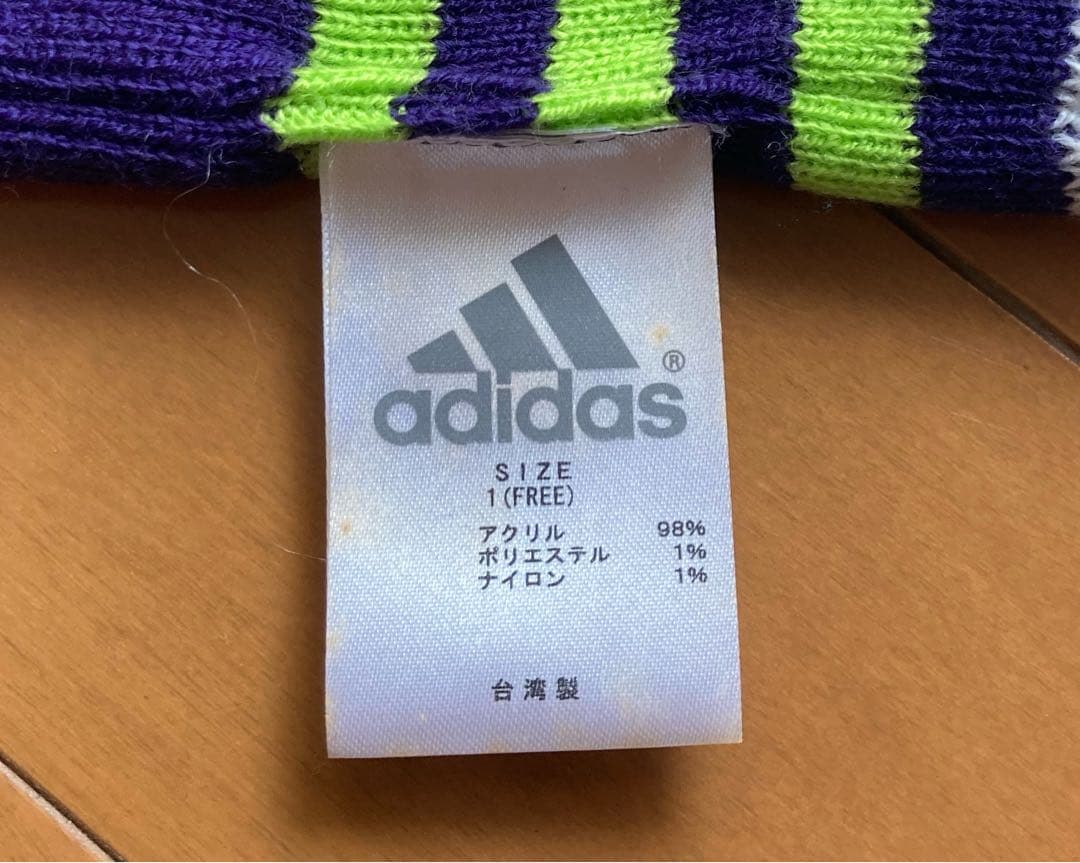 adidas®
SIZE
1(FREE)
アクリル 98%
ポリエステル 1%
ナイロン 1%
台湾製